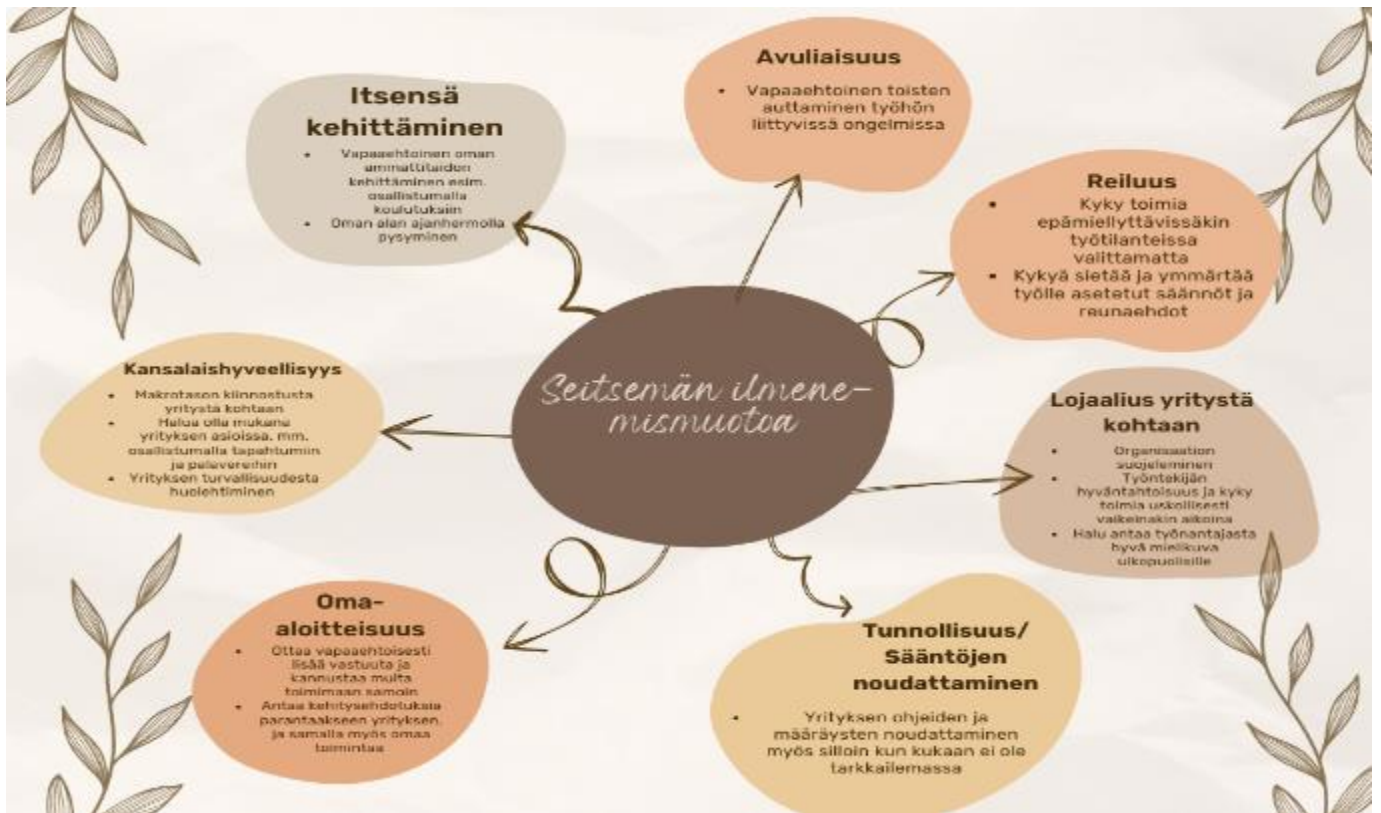 Avuliaisuus
• Vapaaehtoinen toisten
auttaminen työhön
liittyvissä ongelmissa
Itsensä
kehittäminen
• Vapaaehtoinen oman
ammattitaidon
kehittäminen esim.
osallistumalla
koulutuksiin
• Oman alan ajanhermolla
pysyminen
Reiluus
• Kyky toimia
epämiellyttävissäkin
työtilanteissa
valittamatta
• Kykyä sietää ja ymmärtää
työlle asetetut säännöt ja
reunaehdot
Seitsemän ilmene-
mismuotoa
Kansalaishyveellisyys
• Makrotason kiinnostusta
yritystä kohtaan
• Halua olla mukana
yrityksen asioissa, mm.
osallistumalla tapahtumiin
ja palavereihin
• Yrityksen turvallisuudesta
huolehtiminen
Lojaalius yritystä
kohtaan
• Organisaation
suojeleminen
• Työntekijän
hyväntahtoisuus ja kyky
toimia uskollisesti
vaikeinakin aikoina
• Halu antaa työnantajasta
hyvä mielikuva
ulkopuolisille
Oma-
aloitteisuus
• Ottaa vapaaehtoisesti
lisää vastuuta ja
kannustaa muita
toimimaan samoin
• Antaa kehitysehdotuksia
parantaakseen yrityksen,
ja samalla myös omaa
toimintaa
Tunnollisuus/
Sääntöjen
noudattaminen
• Yrityksen ohjeiden ja
määräysten noudattaminen
myös silloin kun kukaan ei ole
tarkkailemassa